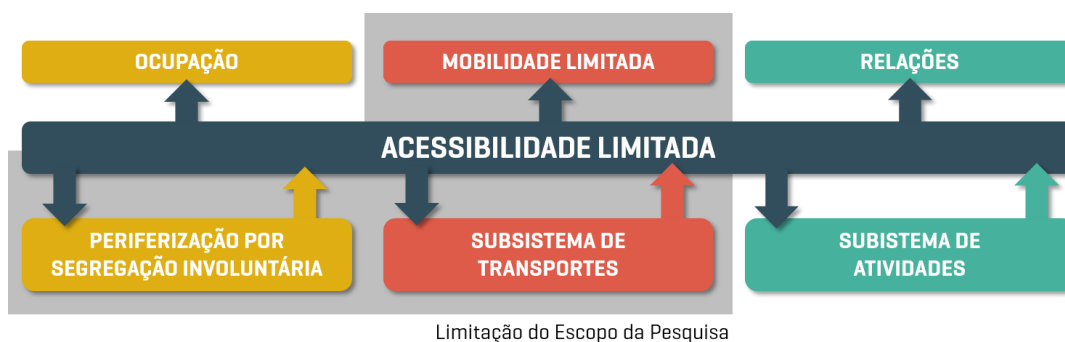 OCUPAÇÃO
MOBILIDADE LIMITADA
RELAÇÕES
ACESSIBILIDADE LIMITADA
PERIFERIZAÇÃO POR
SEGREGAÇÃO INVOLUNTÁRIA
SUBSISTEMA DE
TRANSPORTES
SUBISTEMA DE
ATIVIDADES
Limitação do Escopo da Pesquisa